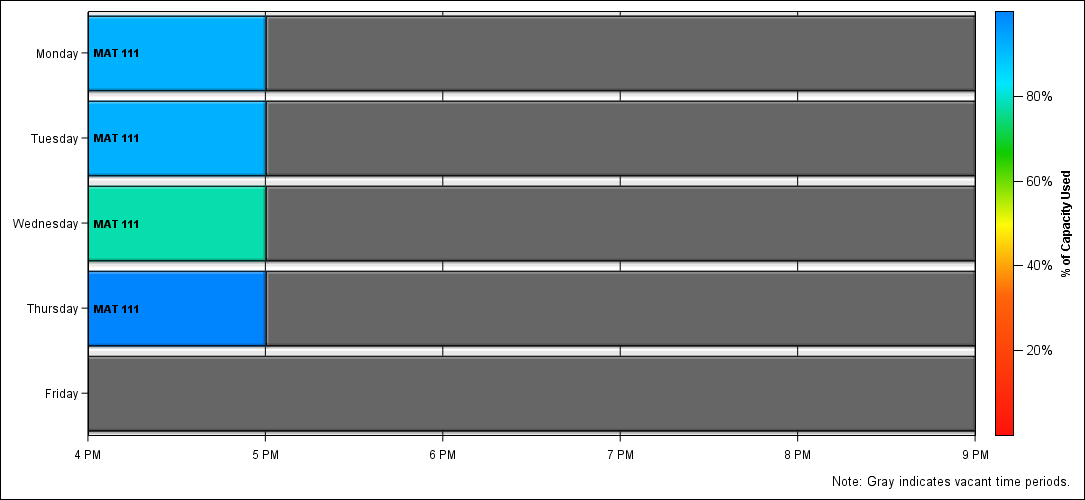 Monday
MAT 111
Tuesday
MAT 111
Wednesday
MAT 111
Thursday
MAT 111
Friday
4 PM 5 PM 6 PM 7 PM 8 PM 9 PM
80%
60%
40%
20%
% of Capacity Used
Note: Gray indicates vacant time periods.